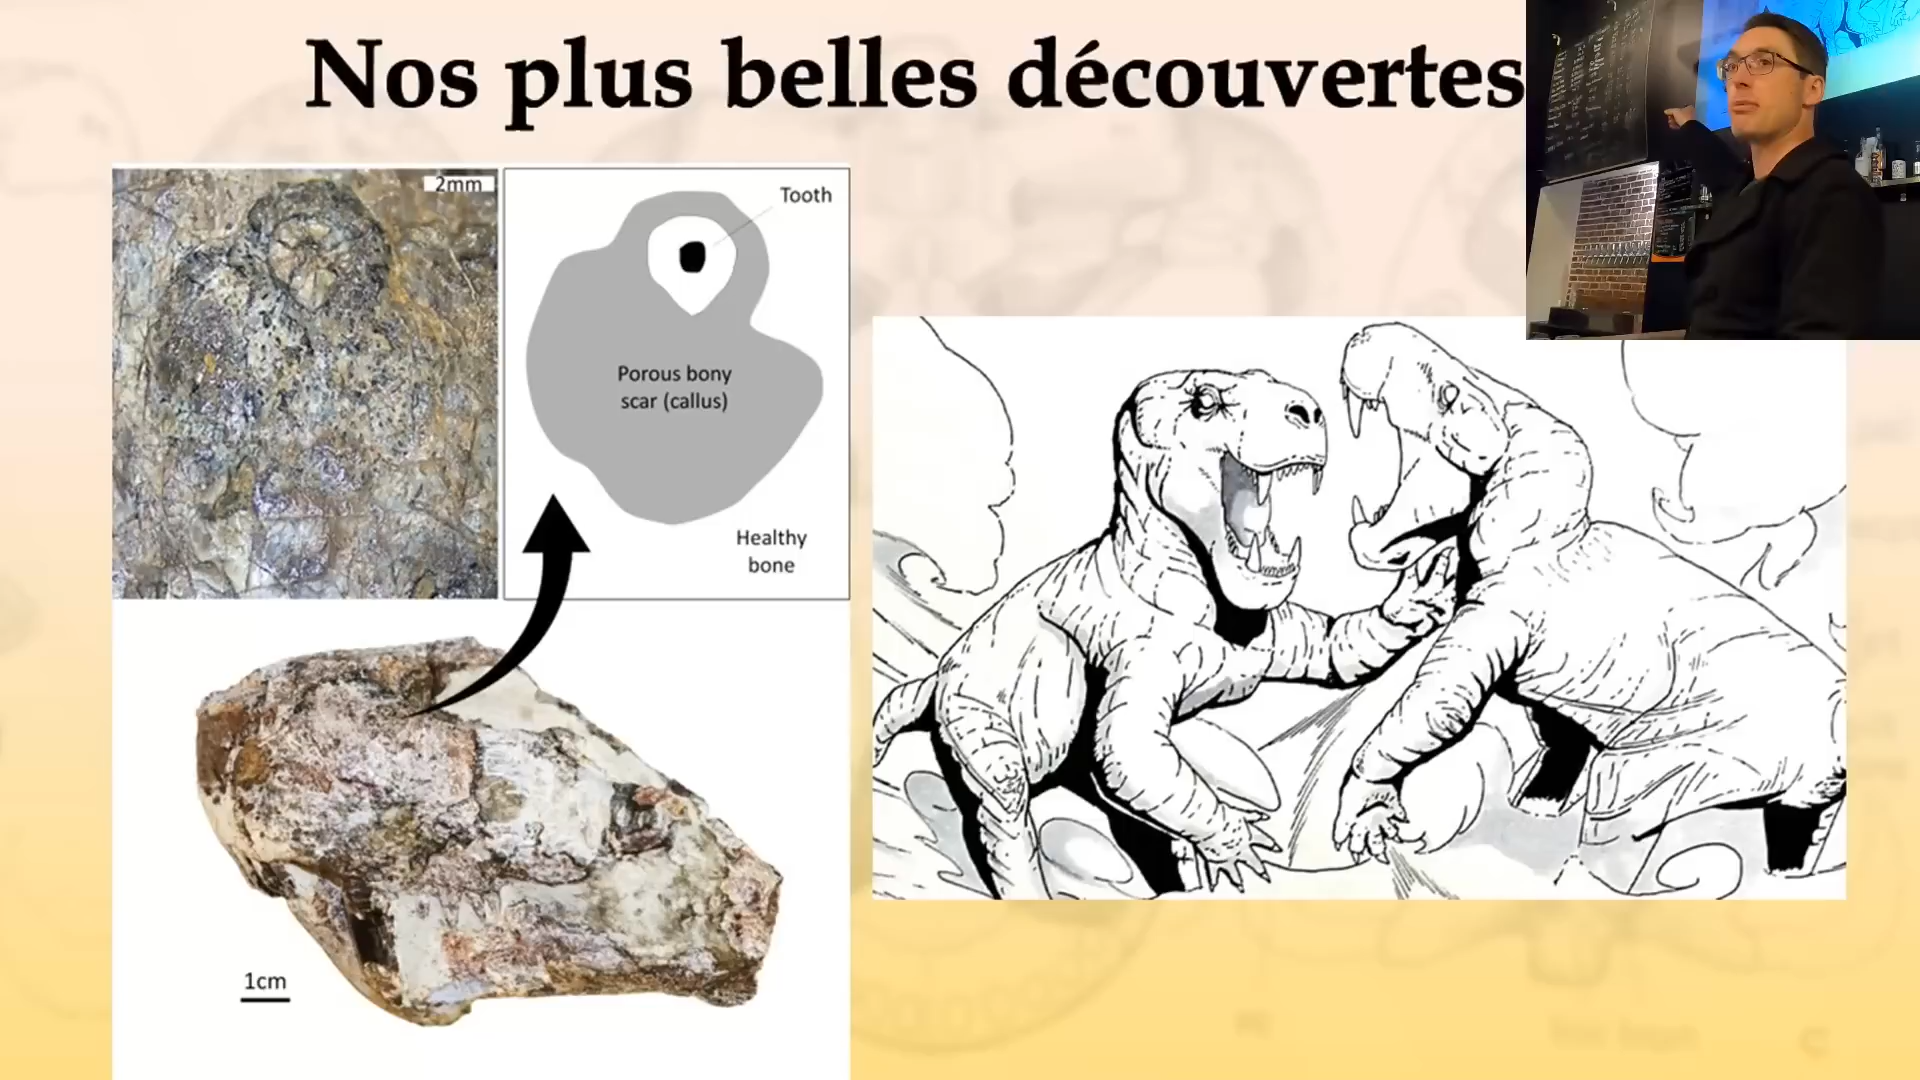 Nos plus belles découvertes
2mm
Tooth
Porous bony
scar (callus)
Healthy
bone
1cm